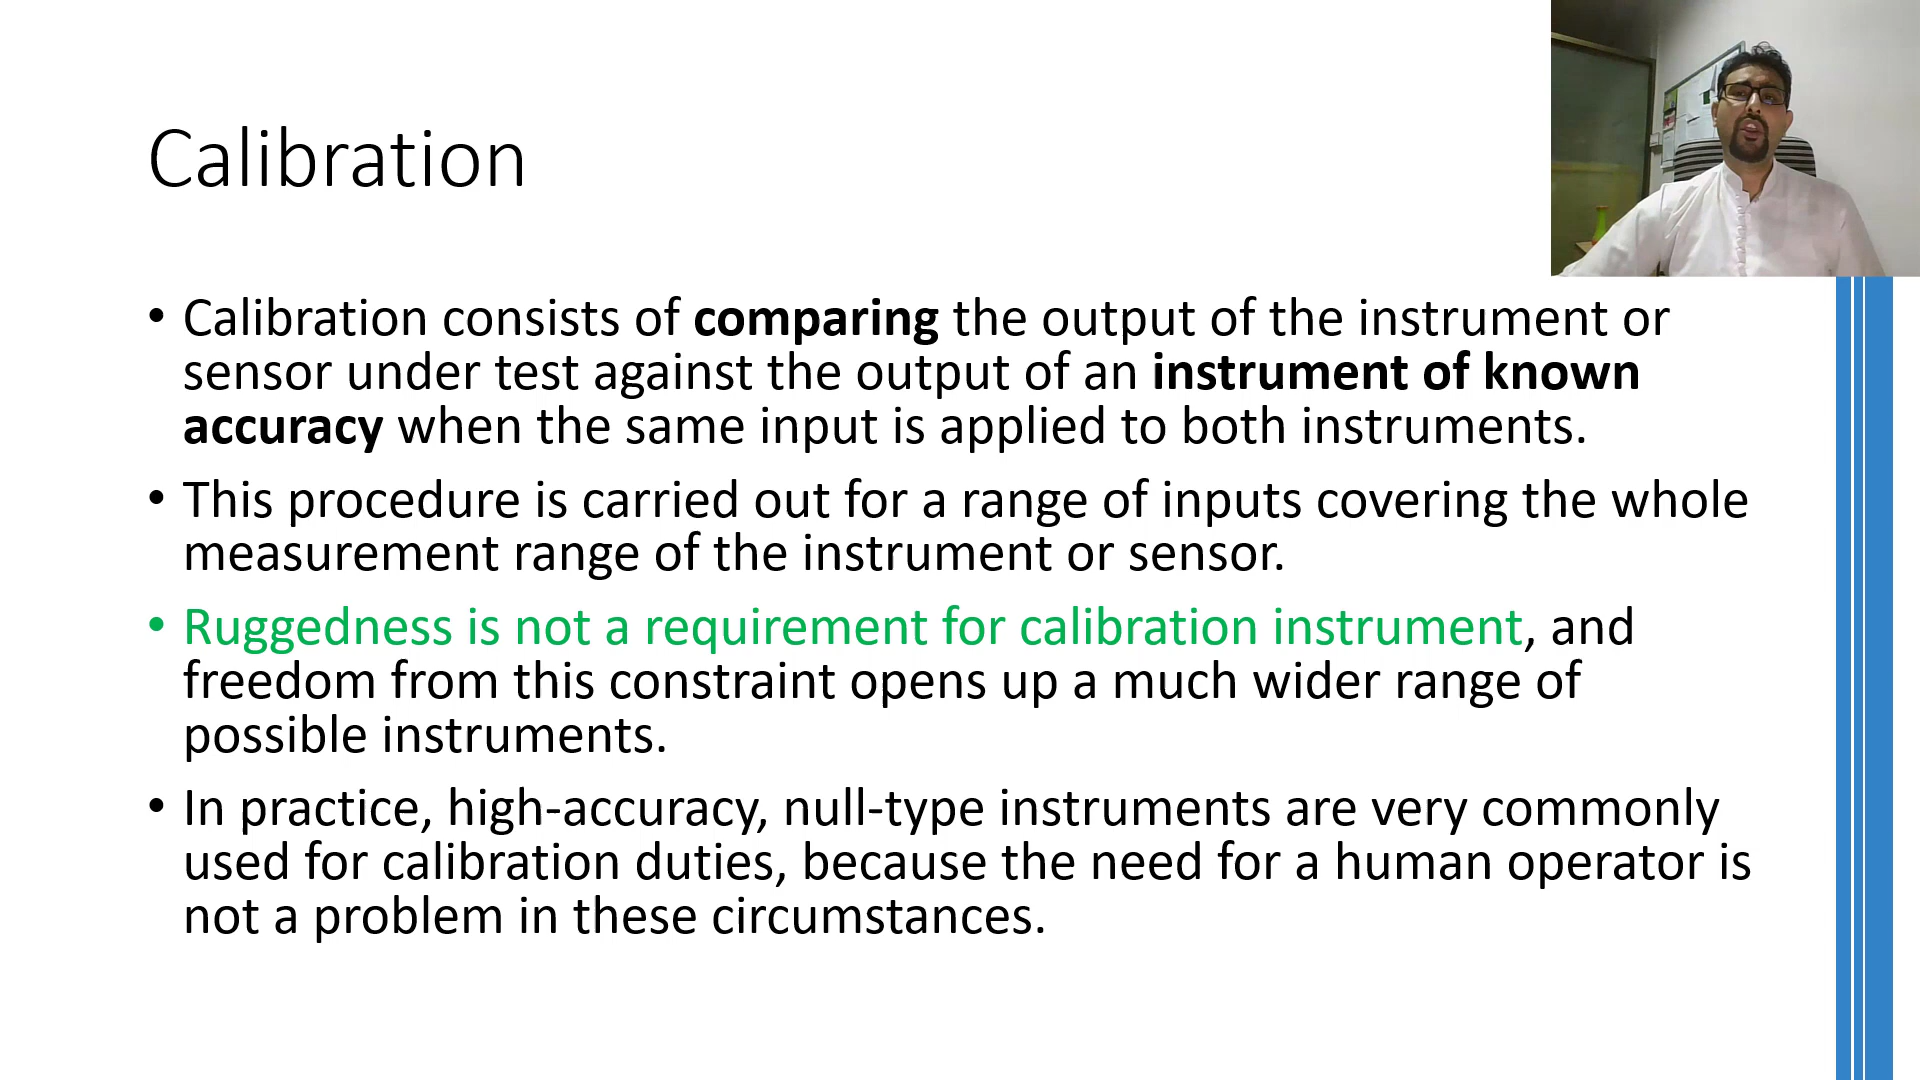 Calibration
• Calibration consists of comparing the output of the instrument or
sensor under test against the output of an instrument of known
accuracy when the same input is applied to both instruments.
• This procedure is carried out for a range of inputs covering the whole
measurement range of the instrument or sensor.
• Ruggedness is not a requirement for calibration instrument, and
freedom from this constraint opens up a much wider range of
possible instruments.
• In practice, high-accuracy, null-type instruments are very commonly
used for calibration duties, because the need for a human operator is
not a problem in these circumstances.